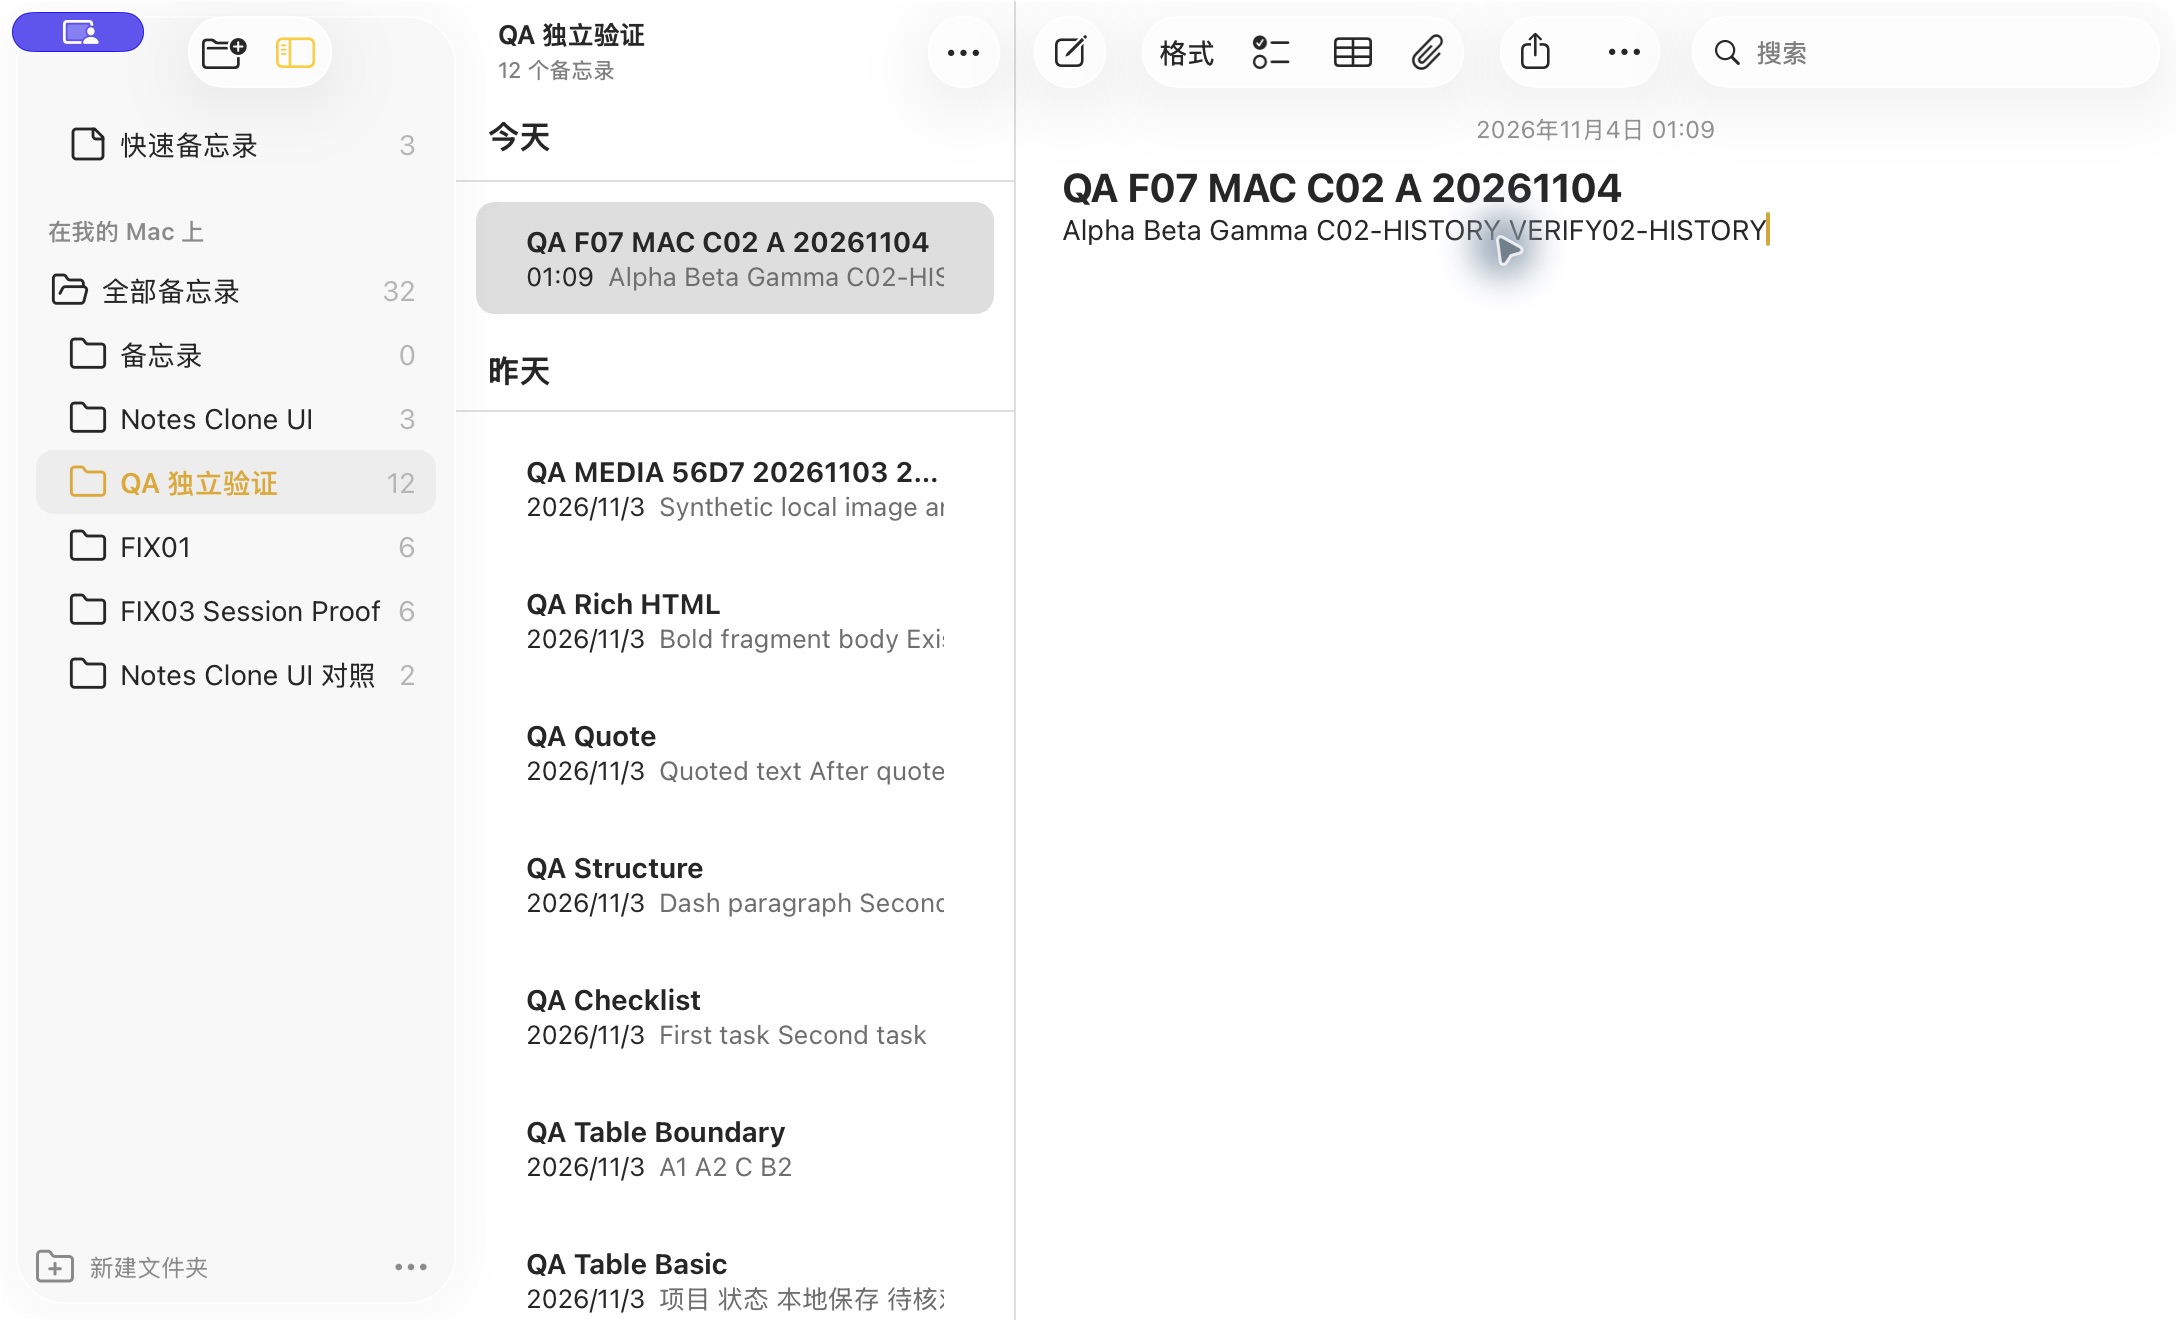 快速备忘录 3
在我的 Mac 上
全部备忘录 32
备忘录 0
Notes Clone UI 3
QA 独立验证 12
FIX01 6
FIX03 Session Proof 6
Notes Clone UI 对照 2
新建文件夹
QA 独立验证
12 个备忘录
今天
QA F07 MAC C02 A 20261104
01:09 Alpha Beta Gamma C02-HIS
昨天
QA MEDIA 56D7 20261103 2...
2026/11/3 Synthetic local image ar
QA Rich HTML
2026/11/3 Bold fragment body Exi
QA Quote
2026/11/3 Quoted text After quote
QA Structure
2026/11/3 Dash paragraph Second
QA Checklist
2026/11/3 First task Second task
QA Table Boundary
2026/11/3 A1 A2 C B2
QA Table Basic
2026/11/3 项目 状态 本地保存 待核
格式
搜索
2026年11月4日 01:09
QA F07 MAC C02 A 20261104
Alpha Beta Gamma C02-HISTORY VERIFY02-HISTORY